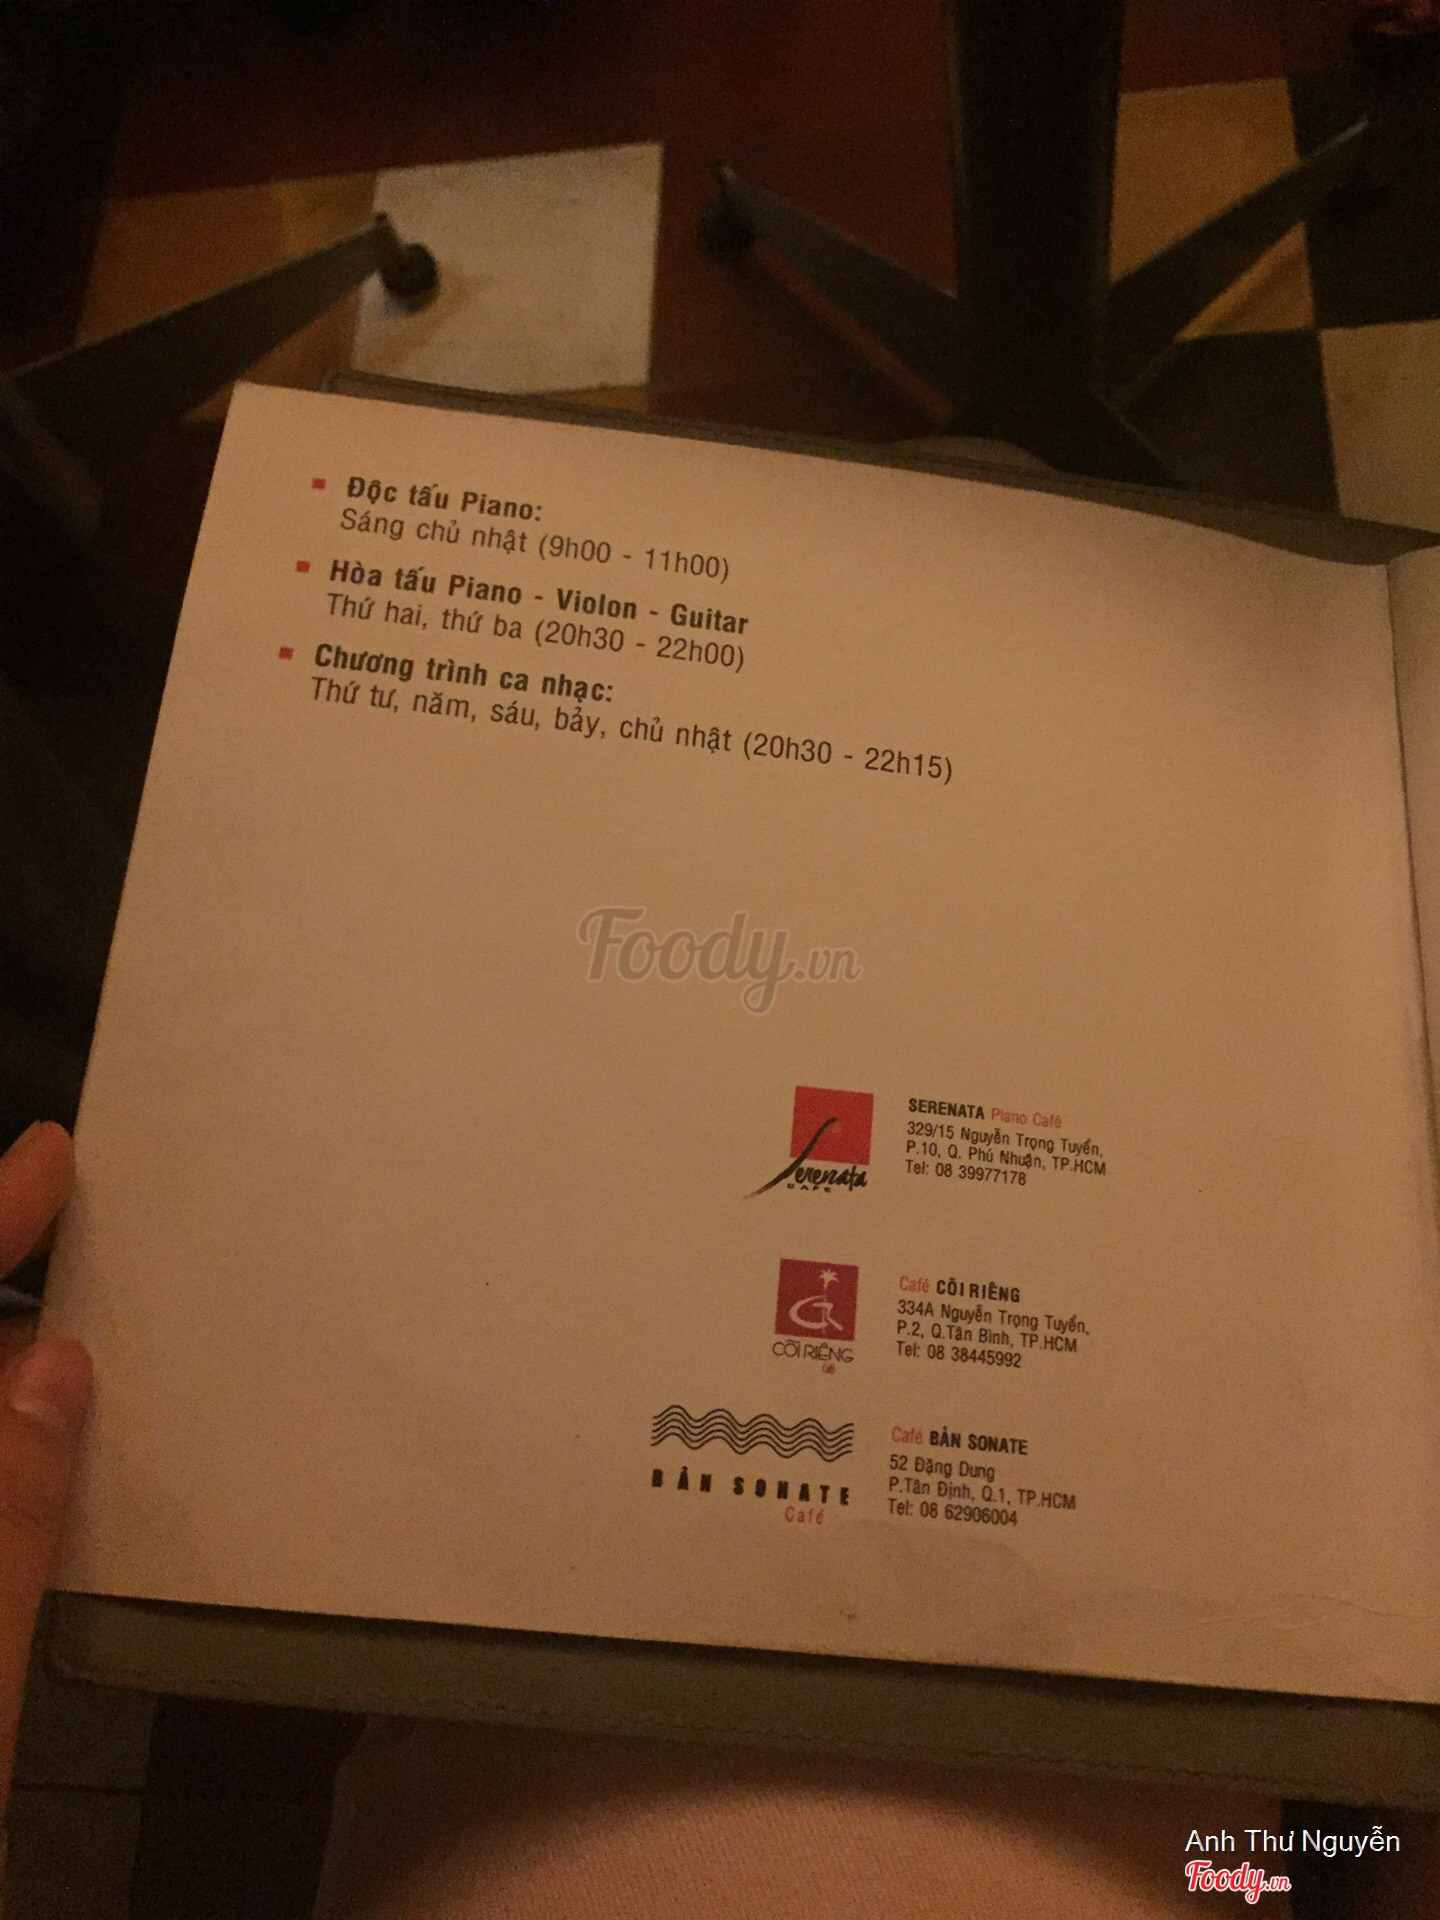 Độc tấu Piano:
Sáng chủ nhật (9h00 - 11h00)
Hòa tấu Piano - Violon - Guitar
Thứ hai, thứ ba (20h30 - 22h00)
Chương trình ca nhạc:
Thứ tư, năm, sáu, bảy, chủ nhật (20h30 - 22h15)
Foody.vn
Serenata
CAFE
SERENATA Piano Café
329/15 Nguyễn Trọng Tuyển,
P.10, Q. Phú Nhuận, TP.HCM
Tel: 08 39977178
CÕI RIÊNG
Café CÕI RIÊNG
334A Nguyễn Trọng Tuyển,
P.2, Q.Tân Bình, TP.HCM
Tel: 08 38445992
BẢN SONATE
Café
Café BẢN SONATE
52 Đặng Dung
P.Tân Định, Q.1, TP.HCM
Tel: 08 62906004
Anh Thư Nguyễn
Foody.vn